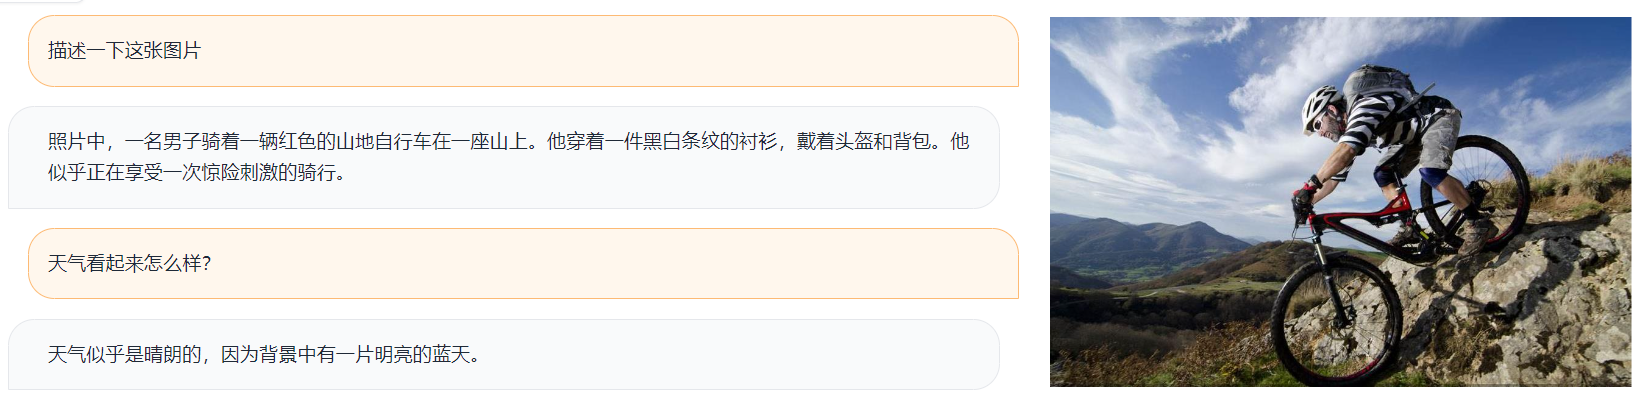 描述一下这张图片
照片中，一名男子骑着一辆红色的山地自行车在一座山上。他穿着一件黑白条纹的衬衫，戴着头盔和背包。他
似乎正在享受一次惊险刺激的骑行。
天气看起来怎么样？
天气似乎是晴朗的，因为背景中有一片明亮的蓝天。